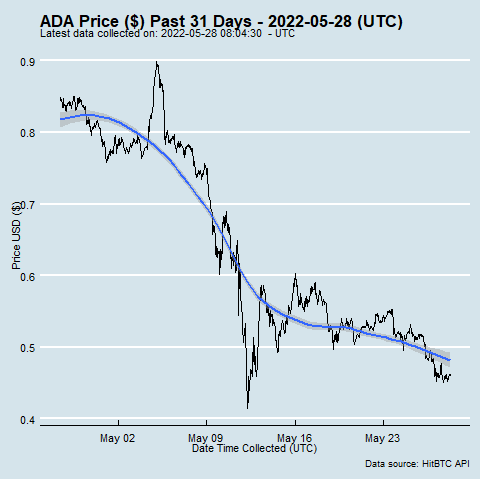 ADA Price ($) Past 31 Days - 2022-05-28 (UTC)
Latest data collected on: 2022-05-28 08:04:30  - UTC
0.9
0.8
0.7
0.6
0.5
0.4
Price USD ($)
May 02
May 09
May 16
May 23
Date Time Collected (UTC)
Data source: HitBTC API